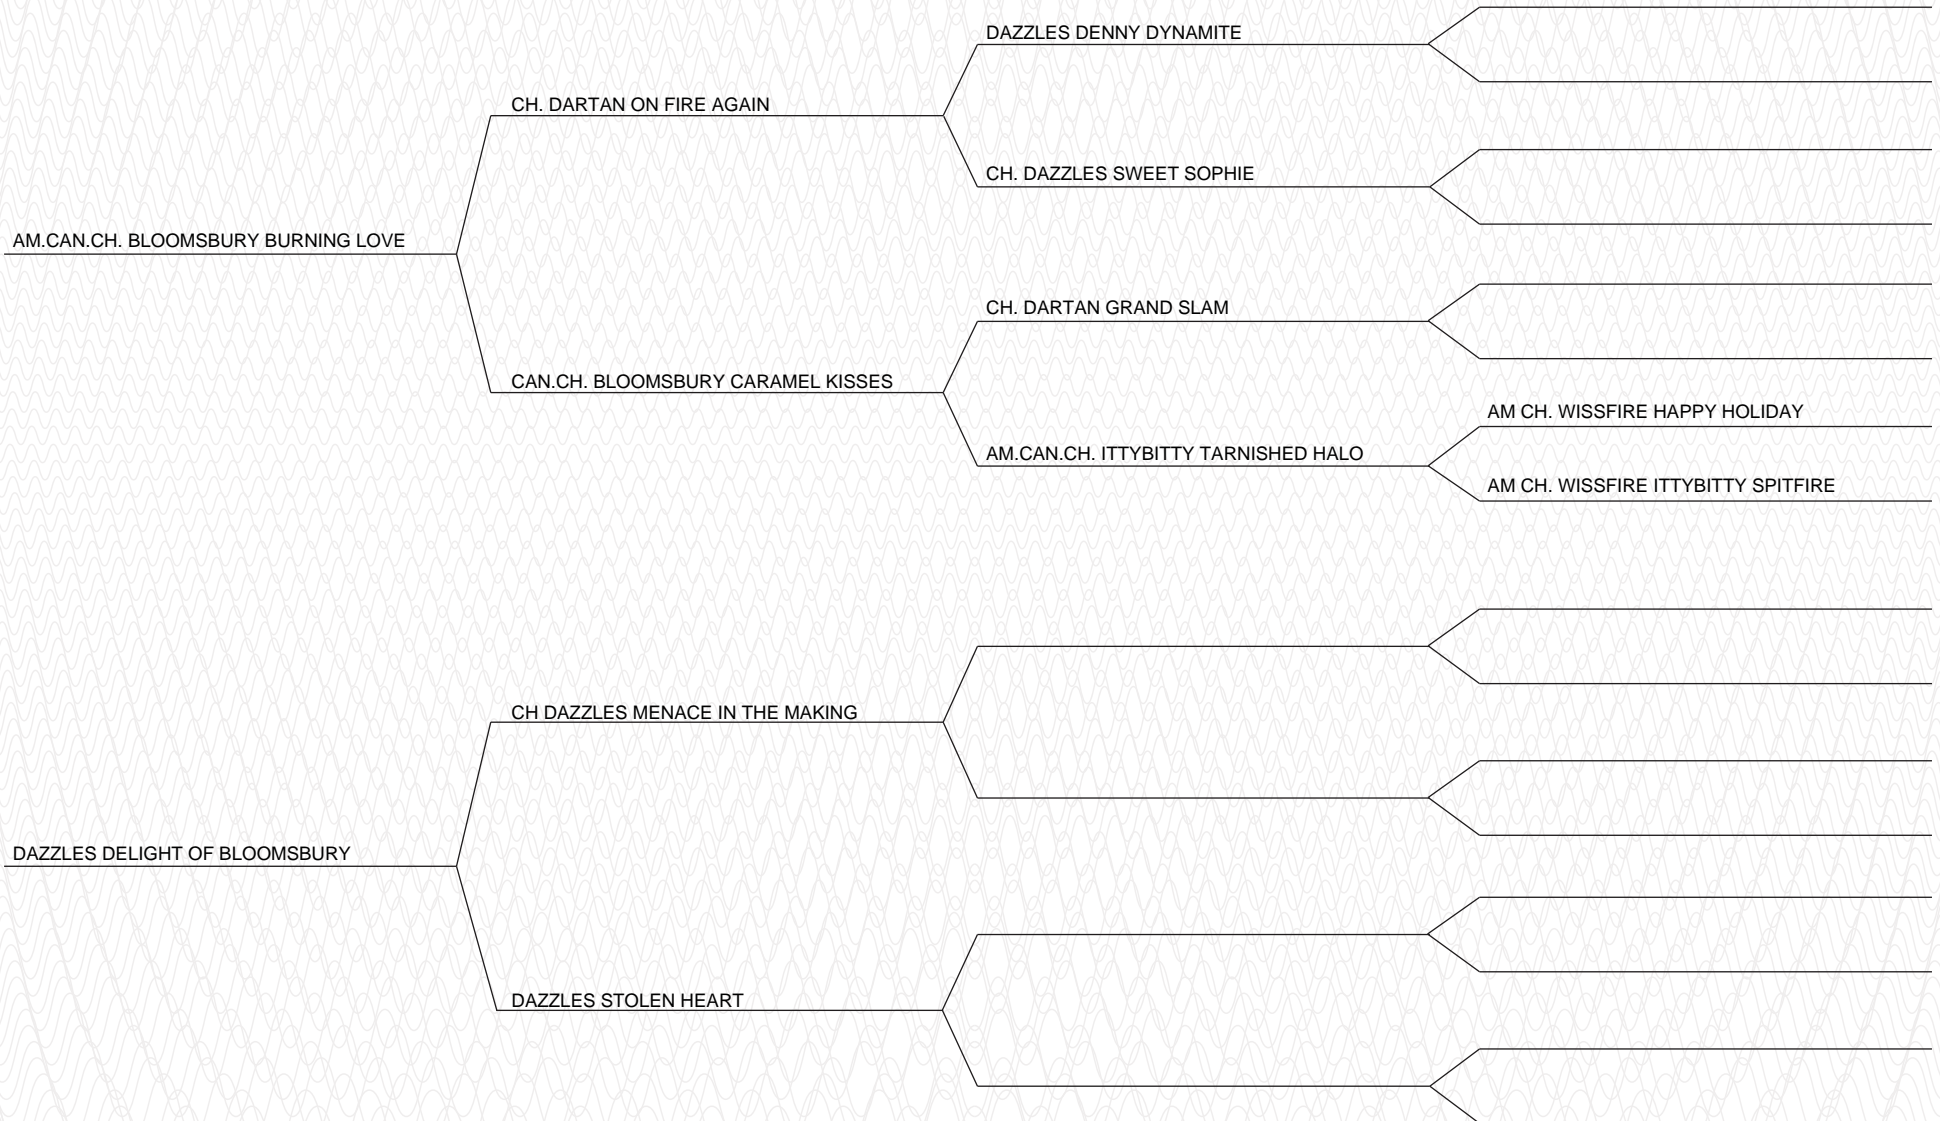 DAZZLES DENNY DYNAMITE
CH. DARTAN ON FIRE AGAIN
CH. DAZZLES SWEET SOPHIE
AM.CAN.CH. BLOOMSBURY BURNING LOVE
CH. DARTAN GRAND SLAM
CAN.CH. BLOOMSBURY CARAMEL KISSES
AM CH. WISSFIRE HAPPY HOLIDAY
AM.CAN.CH. ITTYBITTY TARNISHED HALO
AM CH. WISSFIRE ITTYBITTY SPITFIRE
CH DAZZLES MENACE IN THE MAKING
DAZZLES DELIGHT OF BLOOMSBURY
DAZZLES STOLEN HEART